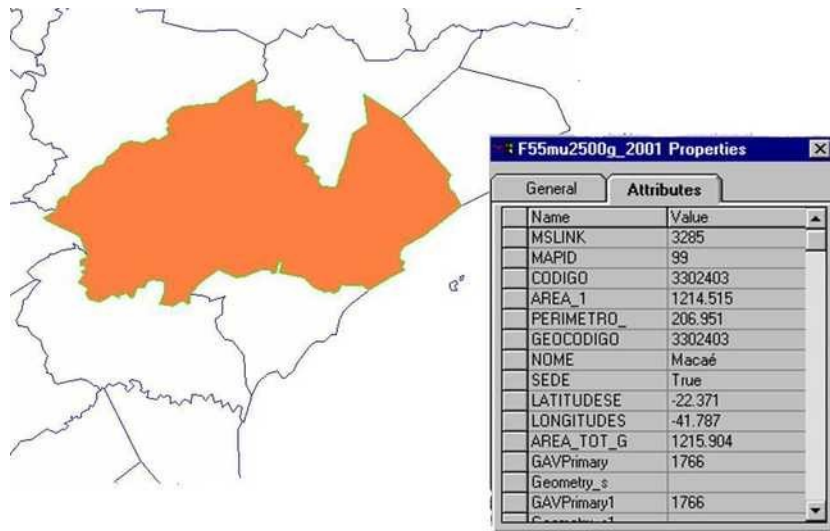 F55mu2500g_2001 Properties
General Attributes
Name Value
MSLINK 3285
MAPID 99
CODIGO 3302403
AREA_1 1214.515
PERIMETRO_ 206.951
GEOCODIGO 3302403
NOME Macaé
SEDE True
LATITUDESE -22.371
LONGITUDES -41.787
AREA_TOT_G 1215.904
GAVPrimary 1766
Geometry_s
GAVPrimary1 1766